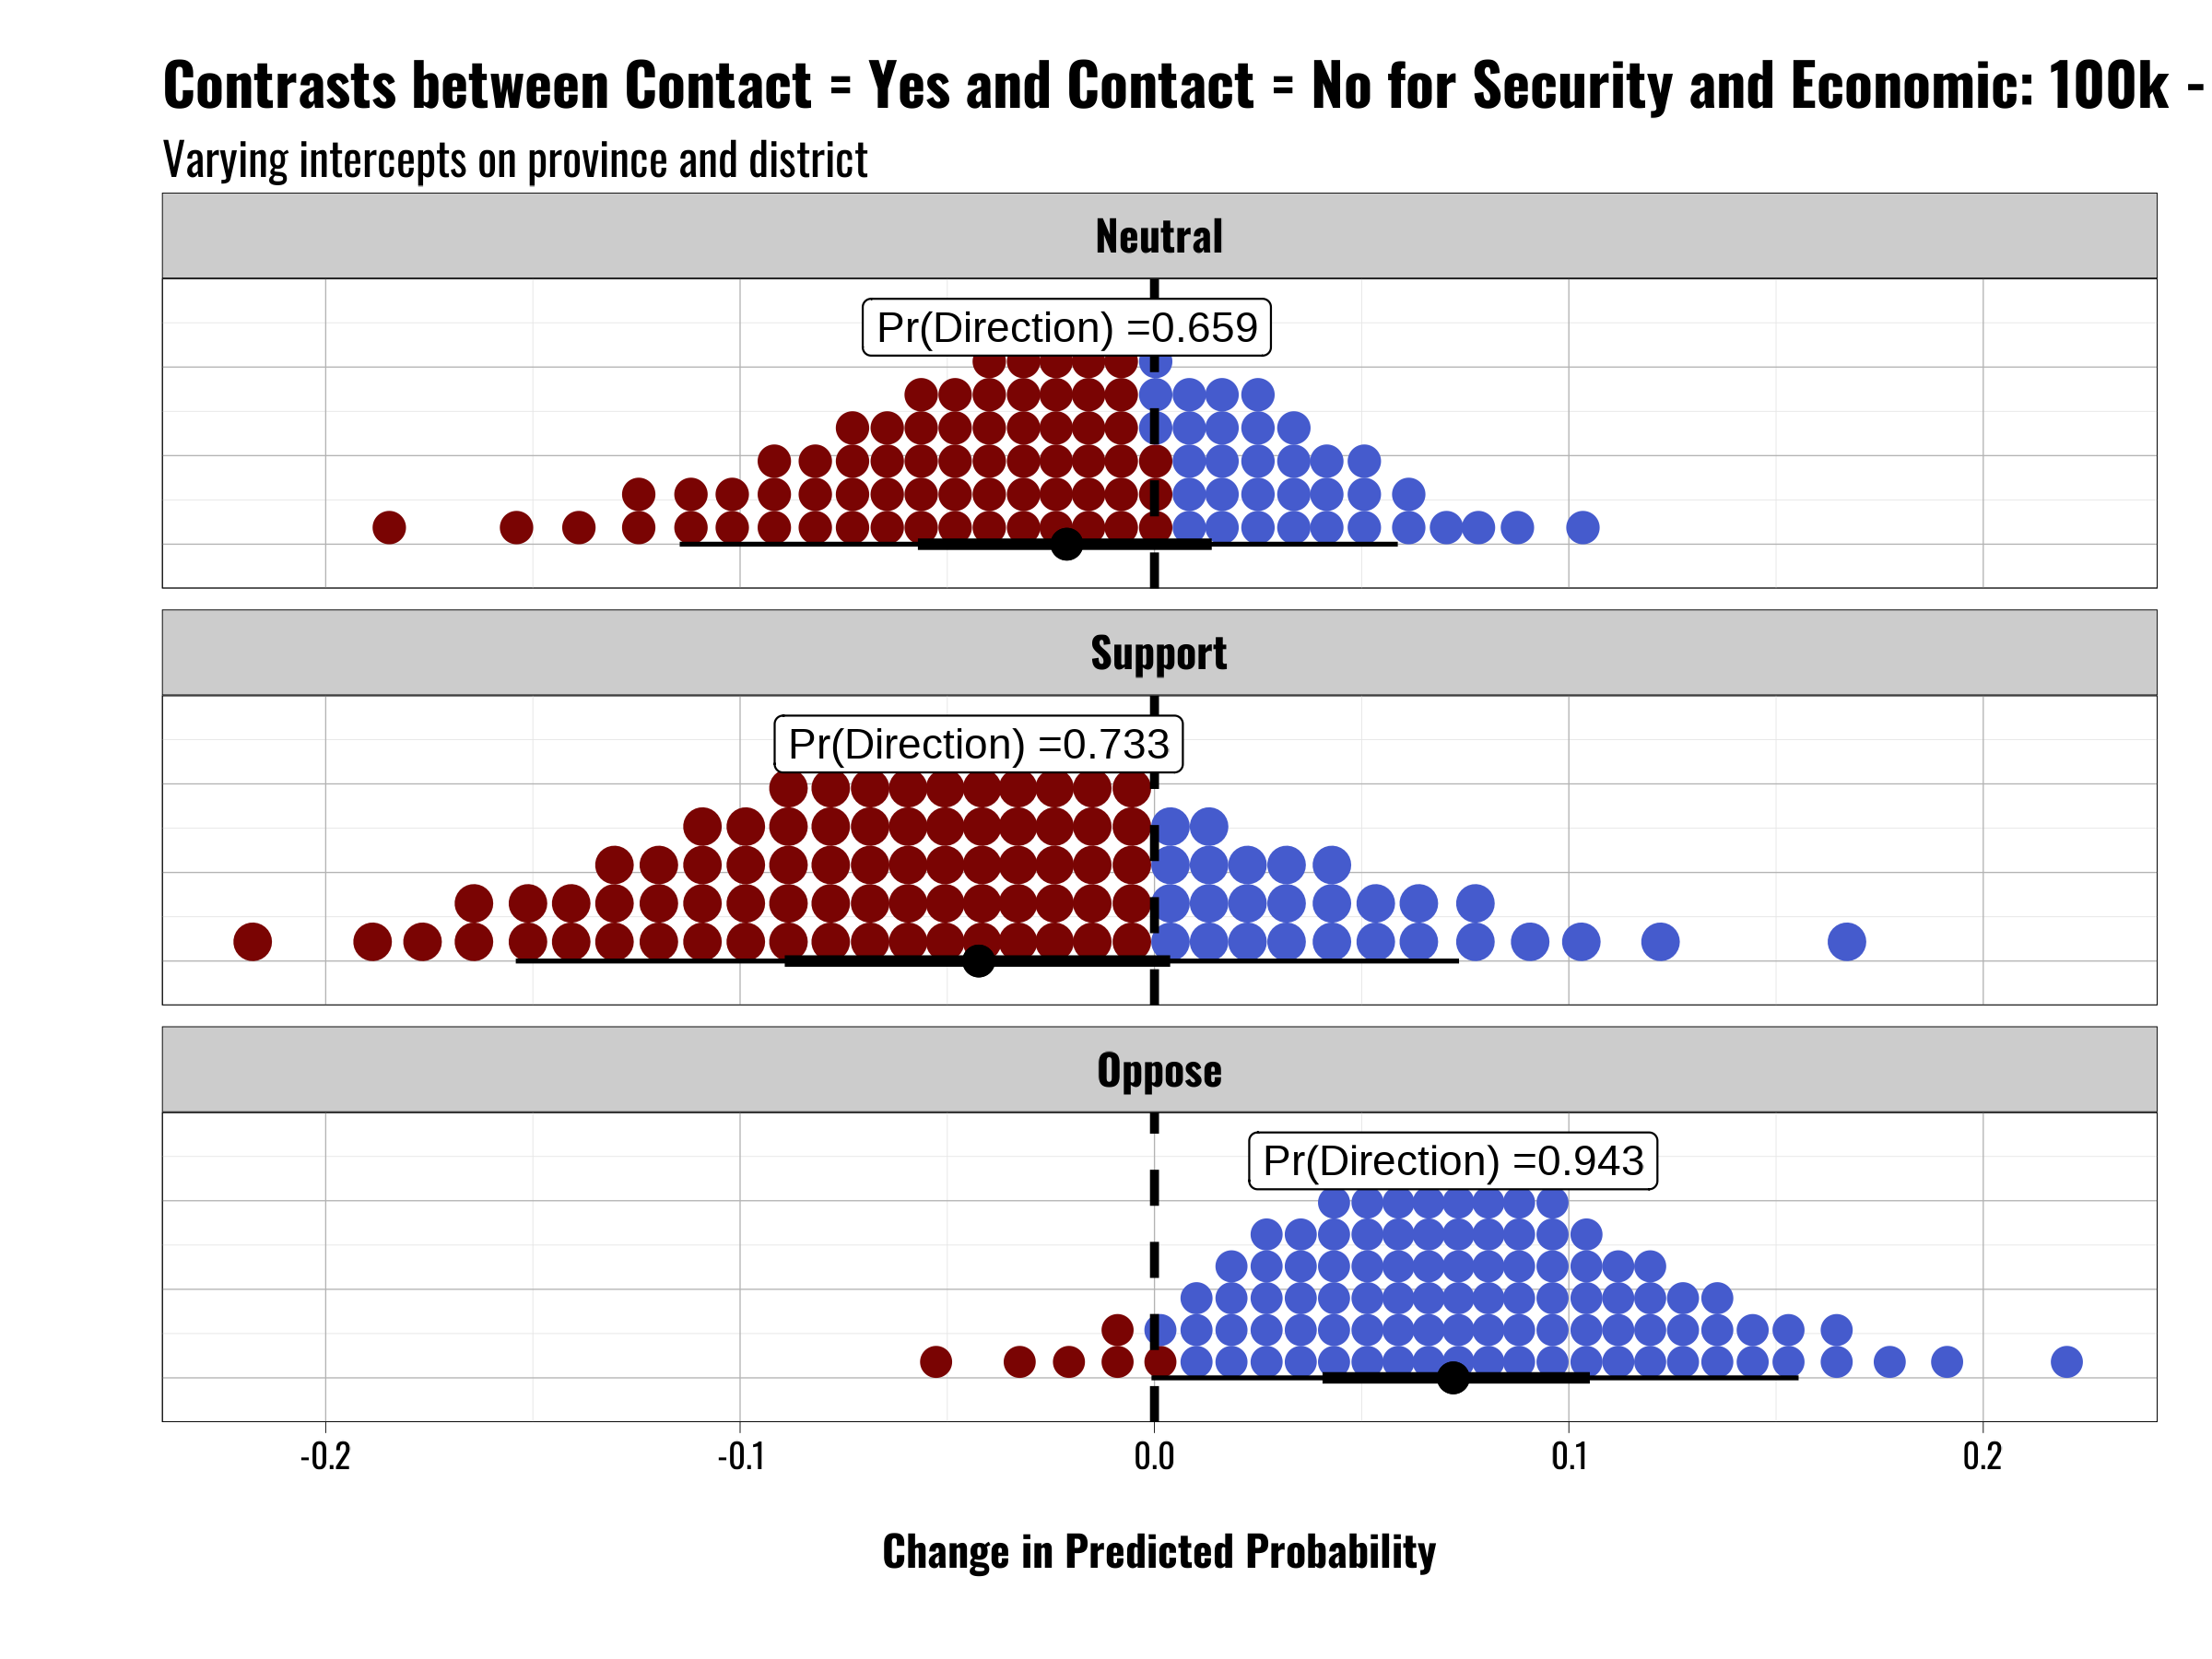 Contrasts between Contact = Yes and Contact = No for Security and Economic: 100k -
Varying intercepts on province and district
Neutral
Pr(Direction) =0.659
Support
Pr(Direction) =0.733
Oppose
Pr(Direction) =0.943
-0.2 -0.1 0.0 0.1 0.2
Change in Predicted Probability